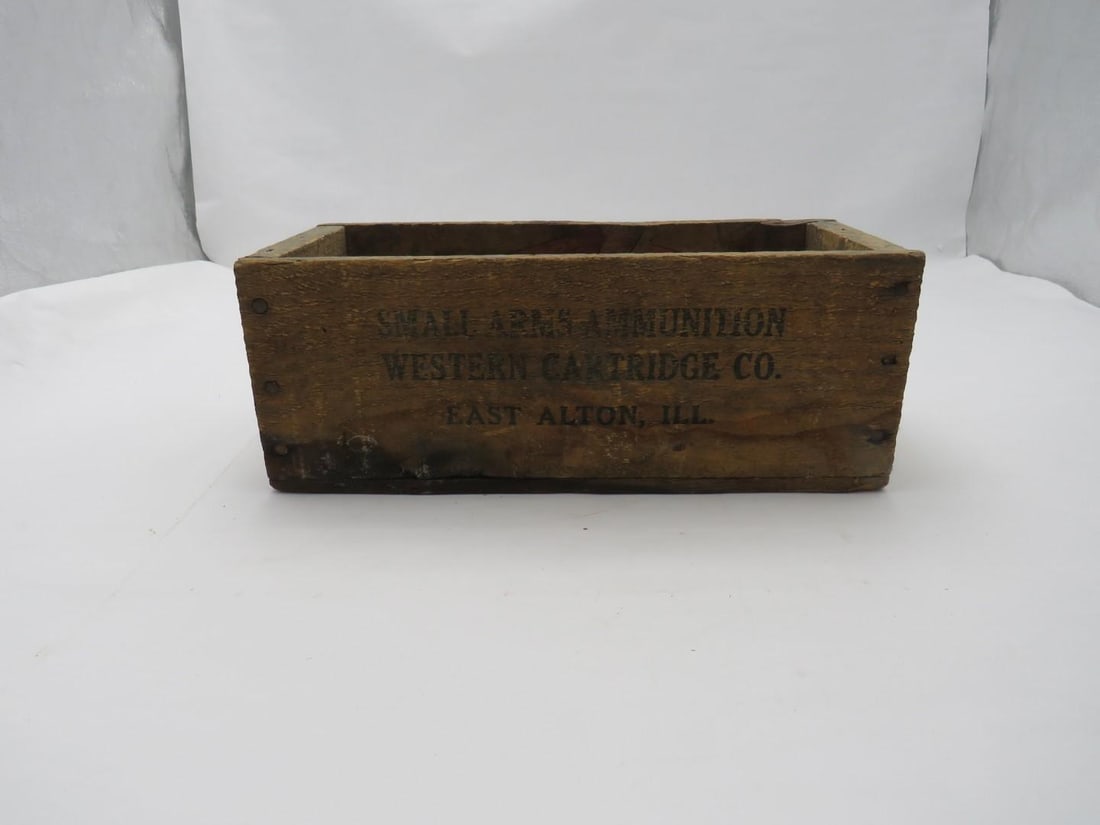 SMALL ARMS AMMUNITION
WESTERN CARTRIDGE CO.
EAST ALTON, ILL.